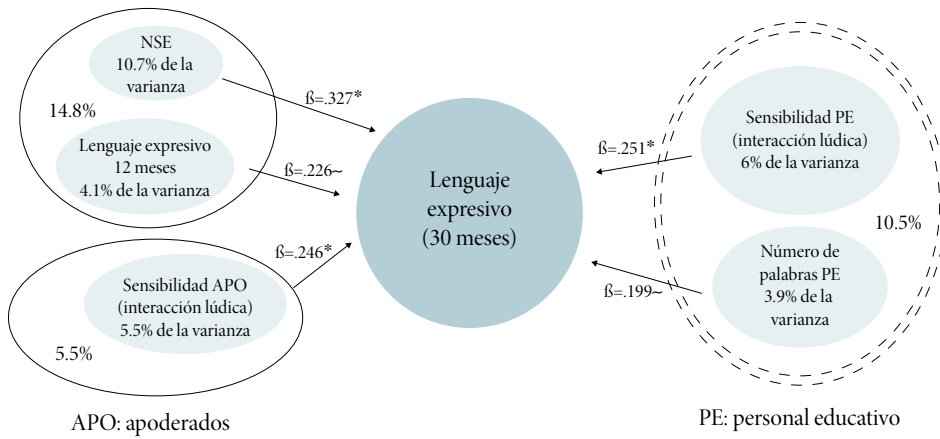 NSE
10.7% de la
varianza
14.8%
Lenguaje expresivo
12 meses
4.1% de la varianza
ß=.327*
ß=.226~
ß=.246*
Sensibilidad APO
(interacción lúdica)
5.5% de la varianza
5.5%
APO: apoderados
Lenguaje
expresivo
(30 meses)
ß=.251*
ß=.199~
Sensibilidad PE
(interacción lúdica)
6% de la varianza
10.5%
Número de
palabras PE
3.9% de la
varianza
PE: personal educativo